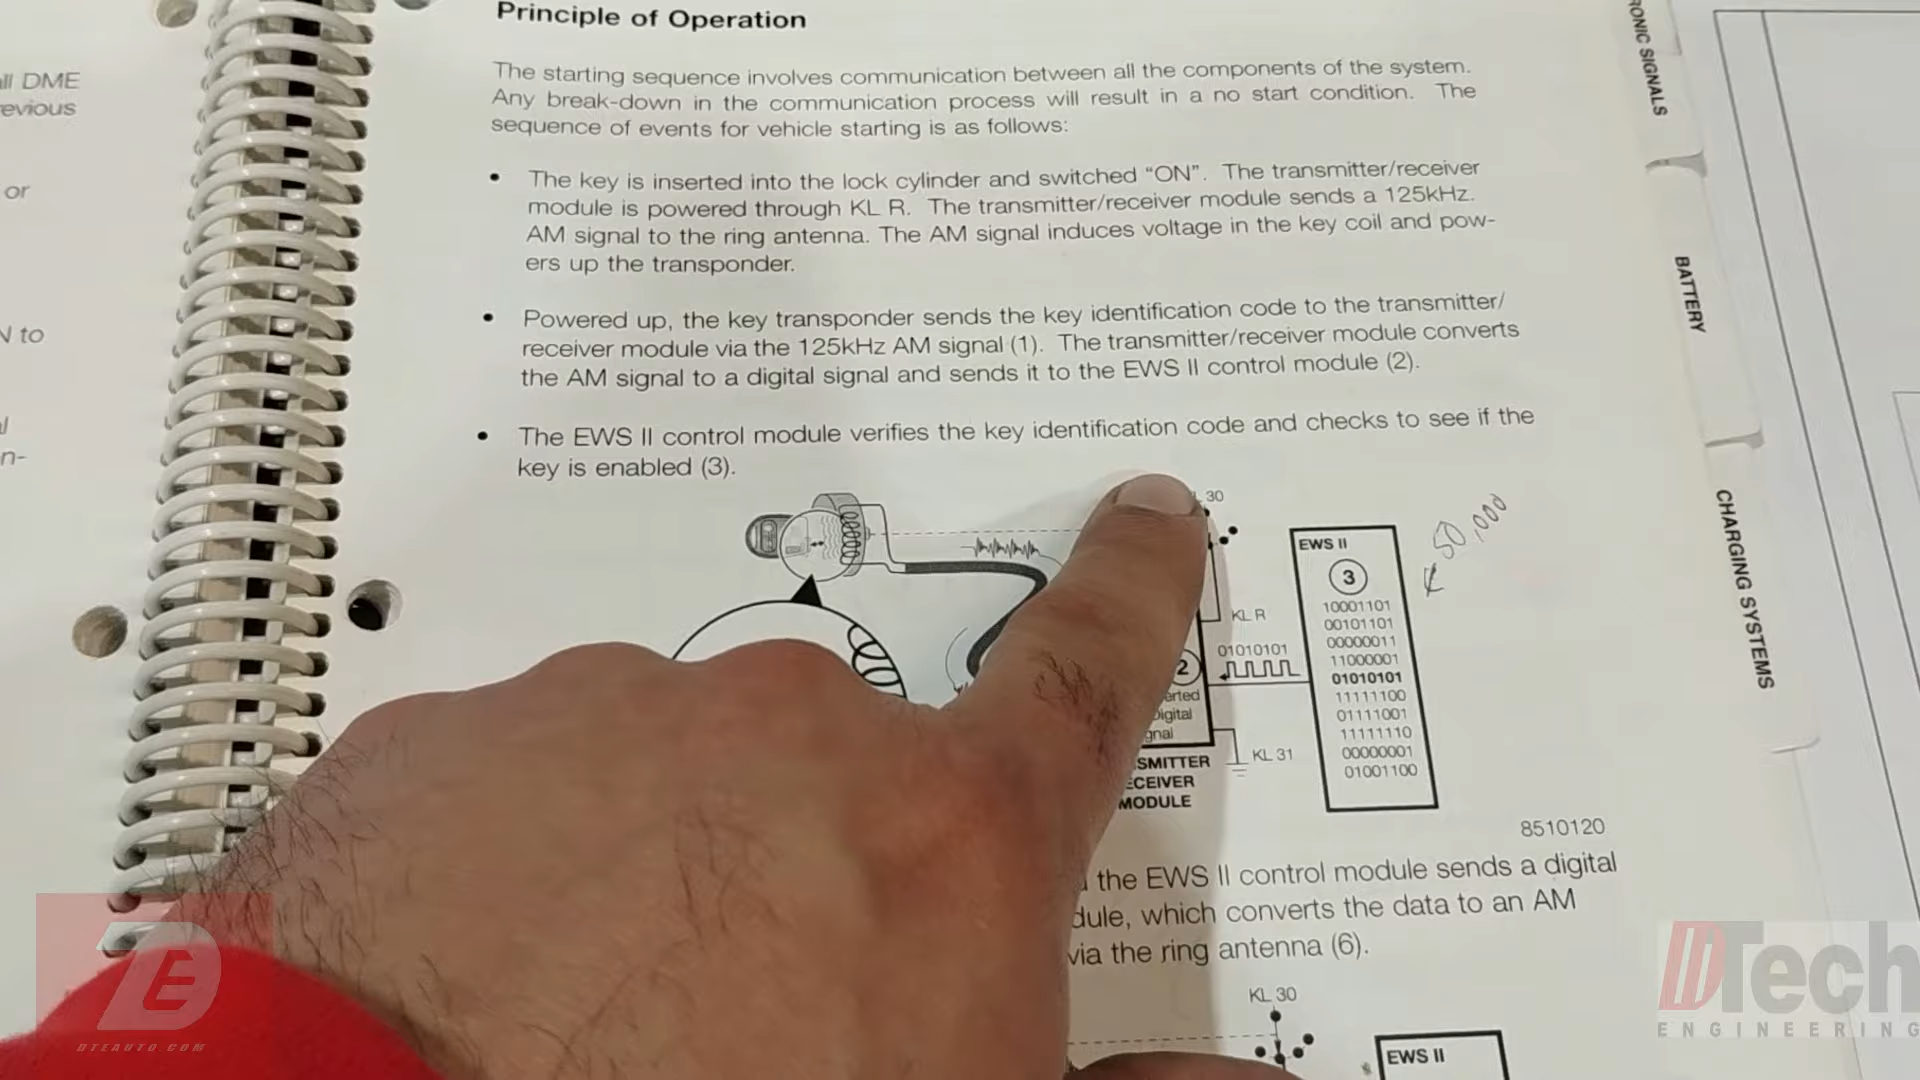 Principle of Operation
ll DME
evious
or
N to
n-
The starting sequence involves communication between all the components of the system.
Any break-down in the communication process will result in a no start condition. The
sequence of events for vehicle starting is as follows:
• The key is inserted into the lock cylinder and switched "ON". The transmitter/receiver
module is powered through KL R. The transmitter/receiver module sends a 125kHz.
AM signal to the ring antenna. The AM signal induces voltage in the key coil and pow-
ers up the transponder.
• Powered up, the key transponder sends the key identification code to the transmitter/
receiver module via the 125kHz AM signal (1). The transmitter/receiver module converts
the AM signal to a digital signal and sends it to the EWS II control module (2).
• The EWS II control module verifies the key identification code and checks to see if the
key is enabled (3).
30
KL R
01010101
2
erted
Digital
gnal
KL 31
SMITTER
ECEIVER
MODULE
EWS II
3
10001101
00101101
00000011
11000001
01010101
11111100
01111001
11111110
00000001
01001100
50,000
8510120
the EWS II control module sends a digital
dule, which converts the data to an AM
via the ring antenna (6).
KL 30
EWS II
RONIC SIGNALS
BATTERY
CHARGING SYSTEMS
DE
DTEAUTO.COM
DTech
ENGINEERING